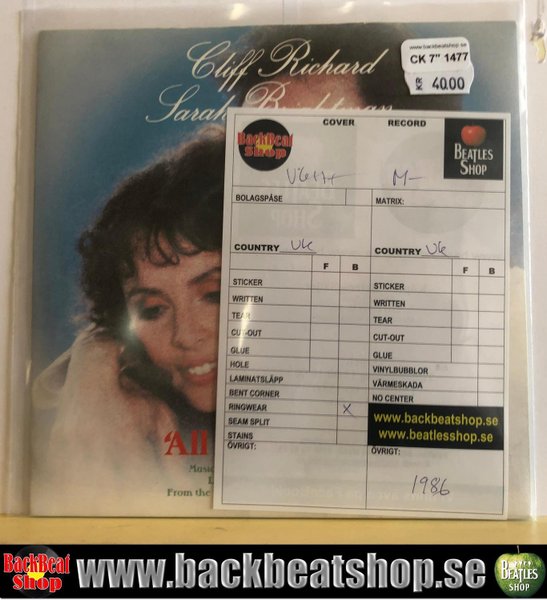 Cliff Richard
Sarah Brightman
www.backbeatshop.se
CK 7" 1477
KR 40.00
BackBeat Shop
COVER RECORD
BEATLES SHOP
M-
BOLAGSPÅSE MATRIX:
COUNTRY UK COUNTRY UK
F B F B
STICKER STICKER
WRITTEN WRITTEN
TEAR TEAR
CUT-OUT CUT-OUT
GLUE GLUE
HOLE VINYLBUBBLOR
LAMINATSLÄPP VÄRMESKADA
BENT CORNER NO CENTER
RINGWEAR X
SEAM SPLIT
STAINS
www.backbeatshop.se
www.beatlesshop.se
ÖVRIGT: ÖVRIGT:
1986
'All
Music
From the
BackBeat Shop www.backbeatshop.se BEATLES SHOP